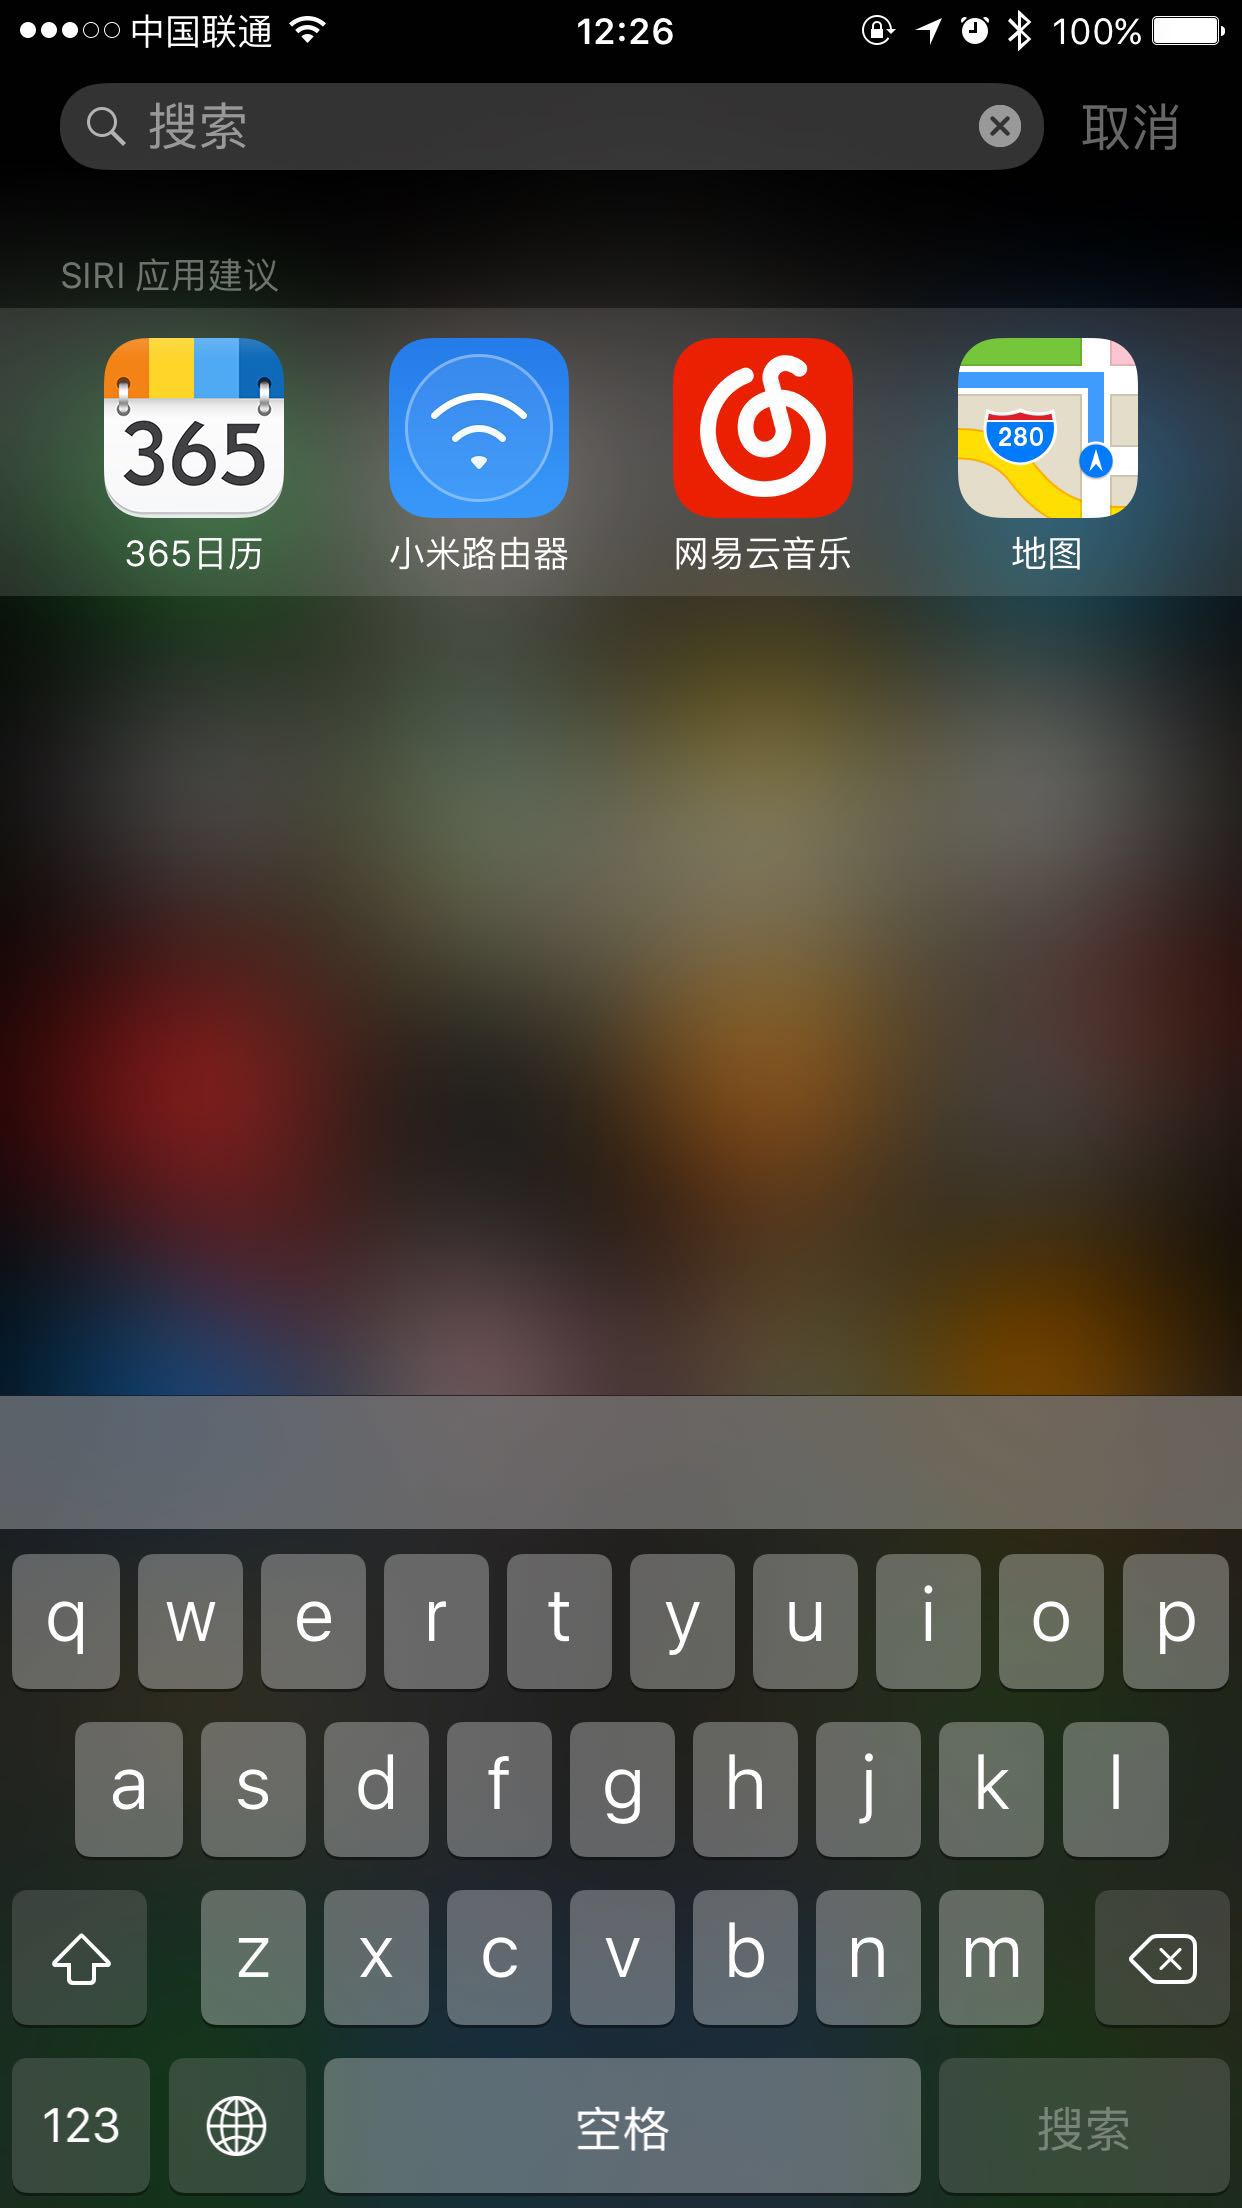 中国联通 12:26 100%
搜索 取消
SIRI 应用建议
365 280
365日历 小米路由器 网易云音乐 地图
q w e r t y u i o p
a s d f g h j k l
z x c v b n m
123 空格 搜索